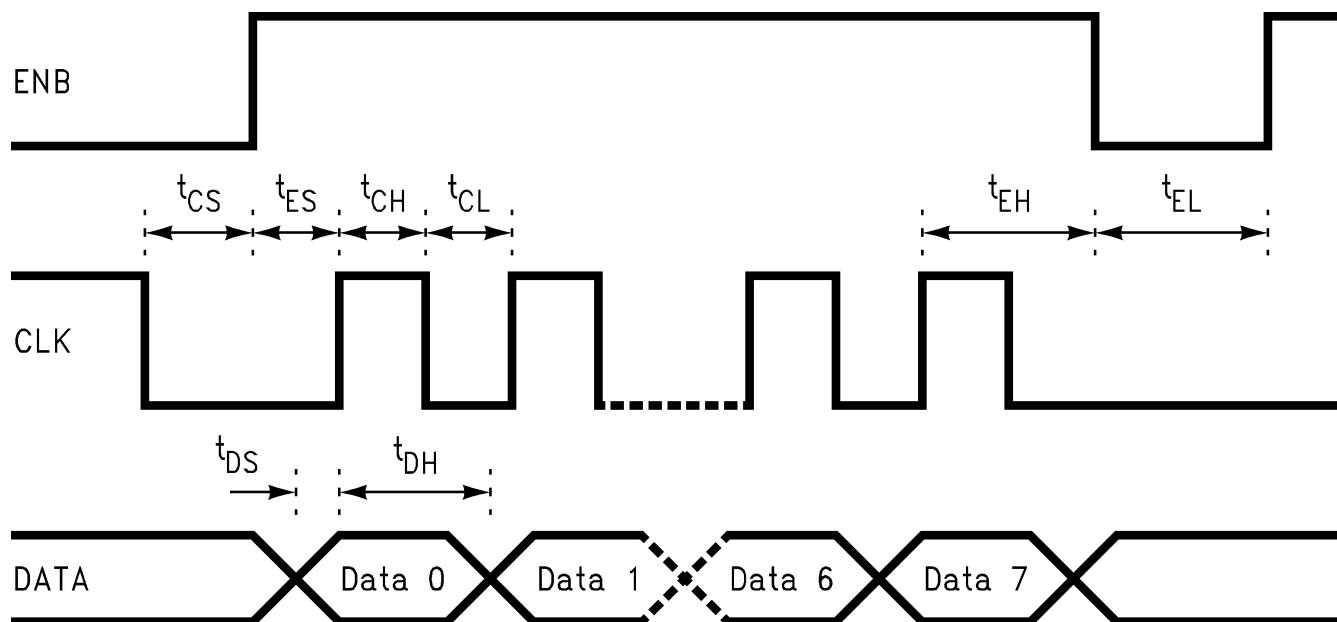 ENB
tCS tES tCH tCL tEH tEL
CLK
tDS tDH
DATA Data 0 Data 1 Data 6 Data 7